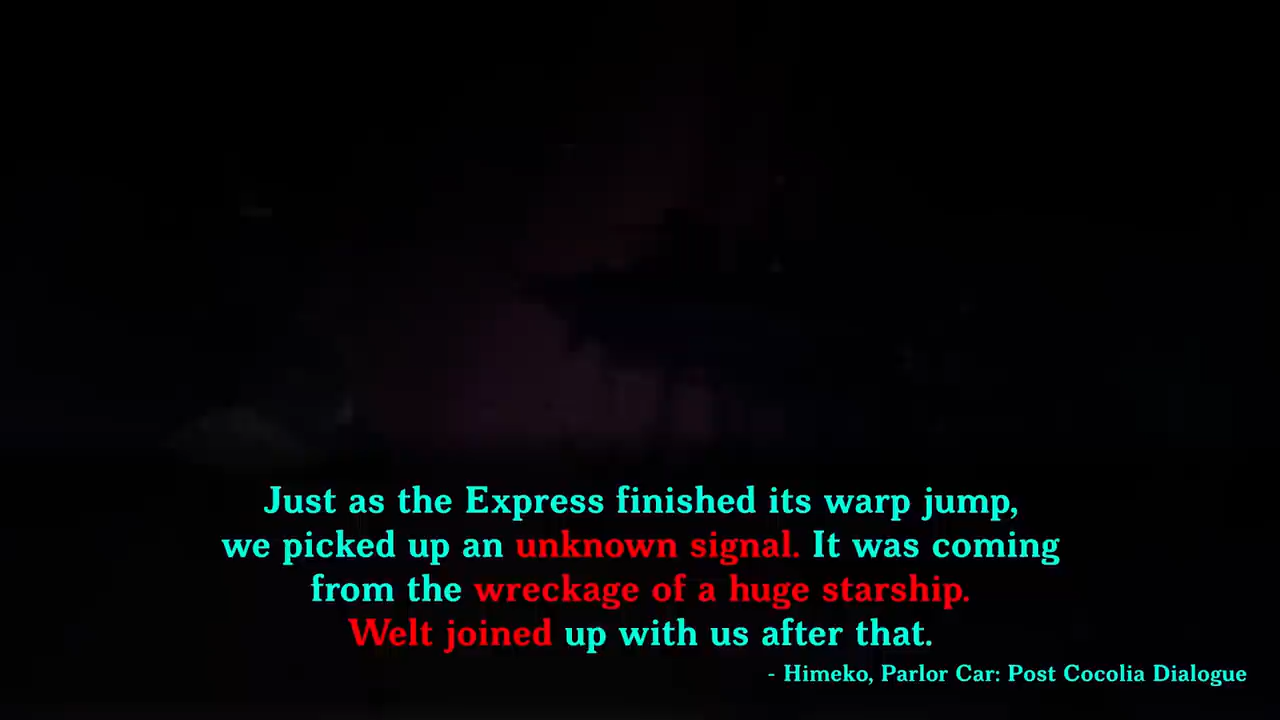 Just as the Express finished its warp jump,
we picked up an unknown signal. It was coming
from the wreckage of a huge starship.
Welt joined up with us after that.
- Himeko, Parlor Car: Post Cocolia Dialogue